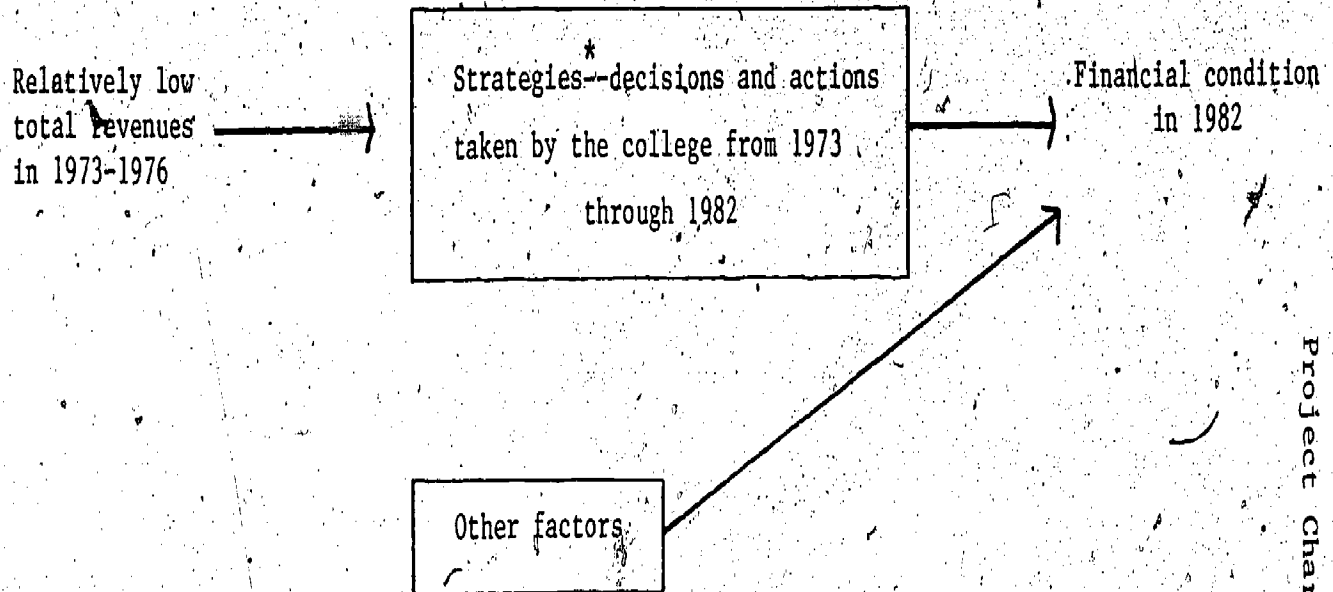 Relatively low
total revenues
in 1973-1976
*
Strategies--decisions and actions
taken by the college from 1973
through 1982
Financial condition
in 1982
Other factors
Project Char